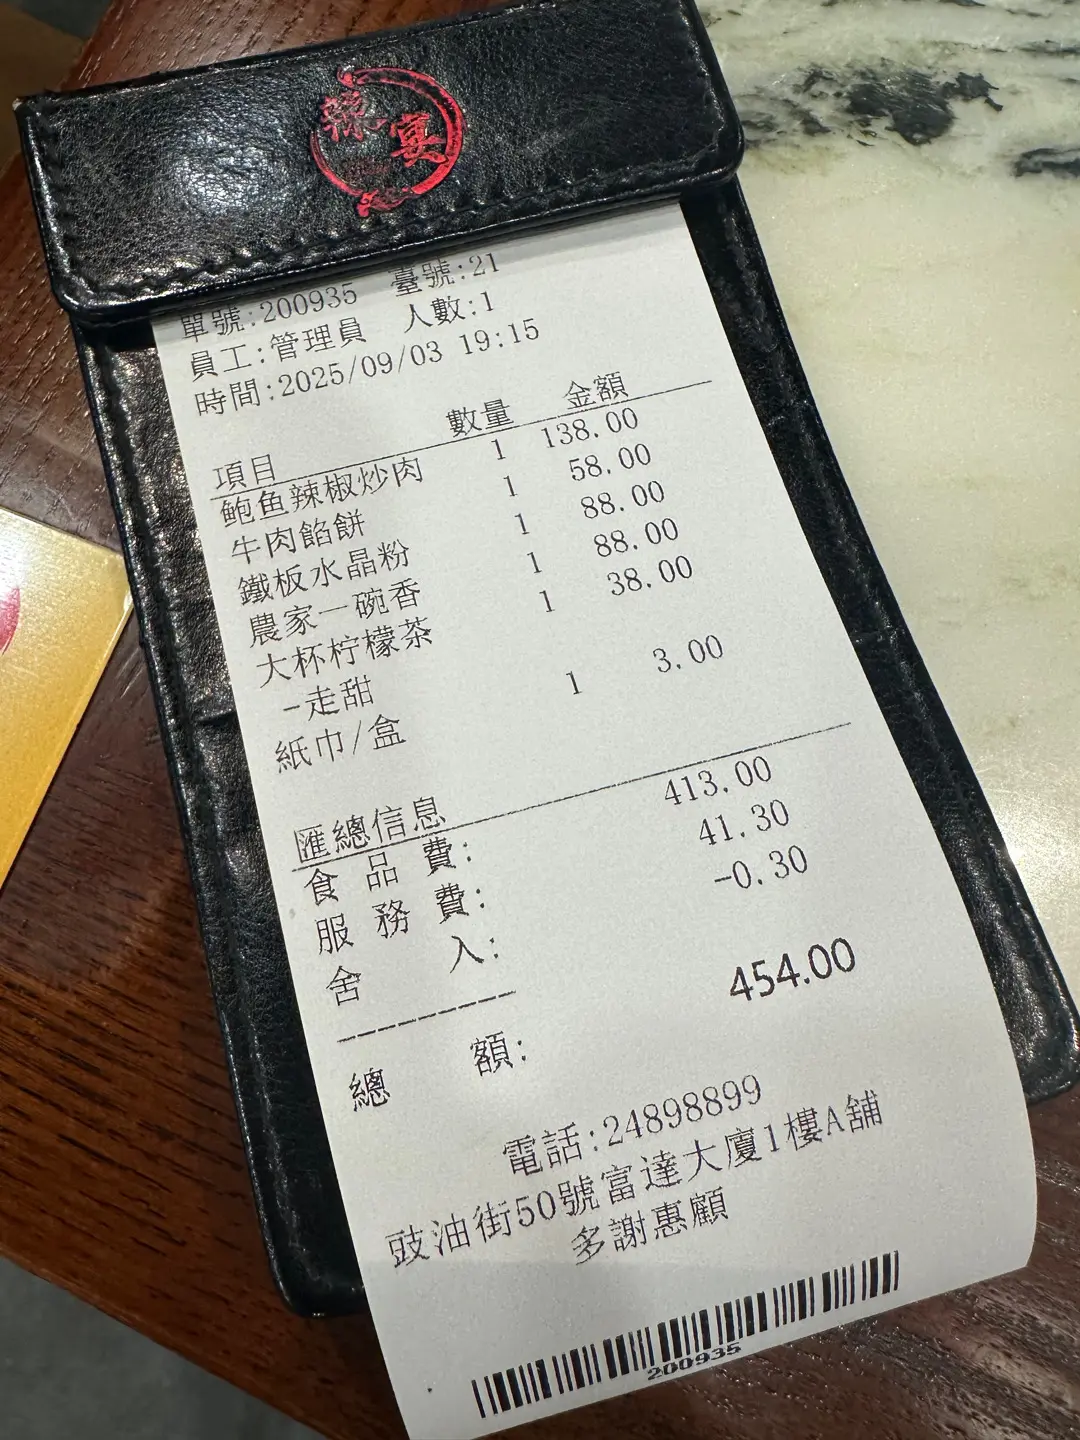 宴
單號:200935 臺號:21
員工:管理員 人數:1
時間:2025/09/03 19:15
項目 數量 金額
鮑鱼辣椒炒肉 1 138.00
牛肉餡餅 1 58.00
鐵板水晶粉 1 88.00
農家一碗香 1 88.00
大杯柠檬茶 1 38.00
-走甜
紙巾/盒 1 3.00
匯總信息
食品費: 413.00
服務費: 41.30
舍入: -0.30
總額: 454.00
電話:24898899
豉油街50號富達大廈1樓A舖
多謝惠顧
200935